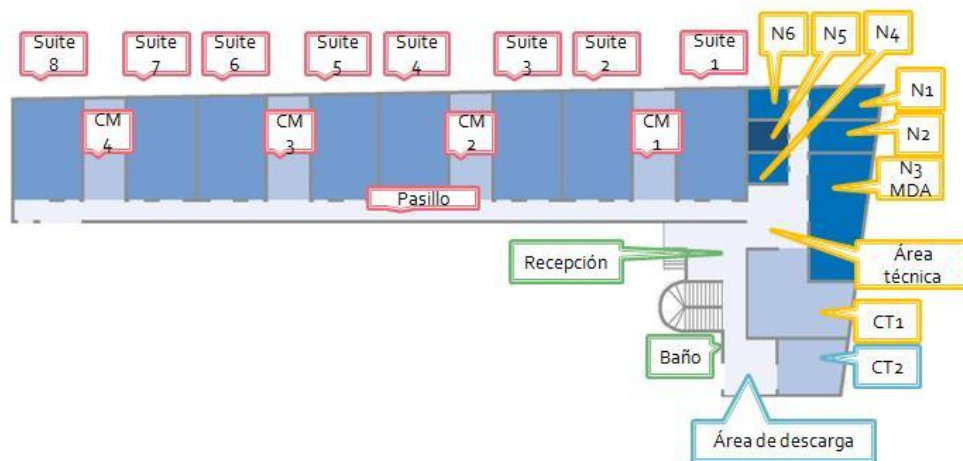 Suite
8
Suite
7
Suite
6
Suite
5
Suite
4
Suite
3
Suite
2
Suite
1
N6
N5
N4
N1
N2
N3
MDA
CM
4
CM
3
CM
2
CM
1
Pasillo
Recepción
Área
técnica
CT1
Baño
CT2
Área de descarga